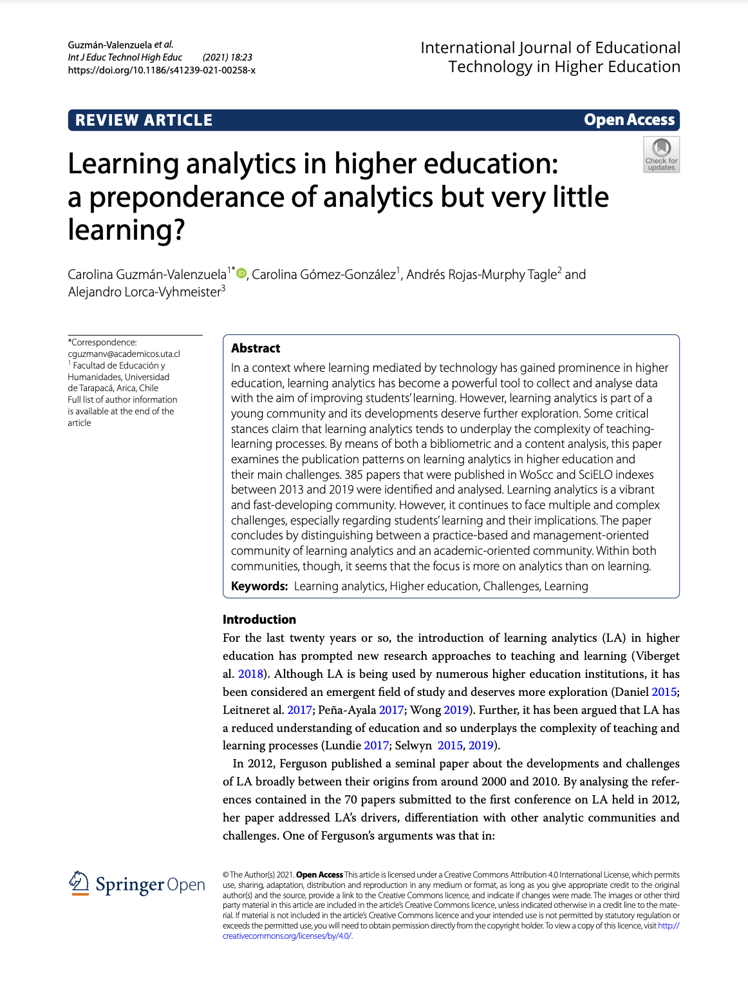 Guzmán-Valenzuela et al.
Int J Educ Technol High Educ (2021) 18:23
https://doi.org/10.1186/s41239-021-00258-x
International Journal of Educational
Technology in Higher Education
REVIEW ARTICLE
Open Access
Check for
updates
Learning analytics in higher education:
a preponderance of analytics but very little
learning?
Carolina Guzmán-Valenzuela1* iD, Carolina Gómez-González1, Andrés Rojas-Murphy Tagle2 and
Alejandro Lorca-Vyhmeister3
*Correspondence:
cguzmanv@academicos.uta.cl
1 Facultad de Educación y
Humanidades, Universidad
de Tarapacá, Arica, Chile
Full list of author information
is available at the end of the
article
Abstract
In a context where learning mediated by technology has gained prominence in higher
education, learning analytics has become a powerful tool to collect and analyse data
with the aim of improving students' learning. However, learning analytics is part of a
young community and its developments deserve further exploration. Some critical
stances claim that learning analytics tends to underplay the complexity of teaching-
learning processes. By means of both a bibliometric and a content analysis, this paper
examines the publication patterns on learning analytics in higher education and
their main challenges. 385 papers that were published in WoScc and SciELO indexes
between 2013 and 2019 were identified and analysed. Learning analytics is a vibrant
and fast-developing community. However, it continues to face multiple and complex
challenges, especially regarding students' learning and their implications. The paper
concludes by distinguishing between a practice-based and management-oriented
community of learning analytics and an academic-oriented community. Within both
communities, though, it seems that the focus is more on analytics than on learning.
Keywords: Learning analytics, Higher education, Challenges, Learning
Introduction
For the last twenty years or so, the introduction of learning analytics (LA) in higher
education has prompted new research approaches to teaching and learning (Viberget
al. 2018). Although LA is being used by numerous higher education institutions, it has
been considered an emergent field of study and deserves more exploration (Daniel 2015;
Leitneret al. 2017; Peña-Ayala 2017; Wong 2019). Further, it has been argued that LA has
a reduced understanding of education and so underplays the complexity of teaching and
learning processes (Lundie 2017; Selwyn 2015, 2019).
In 2012, Ferguson published a seminal paper about the developments and challenges
of LA broadly between their origins from around 2000 and 2010. By analysing the refer-
ences contained in the 70 papers submitted to the first conference on LA held in 2012,
her paper addressed LA's drivers, differentiation with other analytic communities and
challenges. One of Ferguson's arguments was that in:
Springer Open
© The Author(s) 2021. Open Access This article is licensed under a Creative Commons Attribution 4.0 International License, which permits
use, sharing, adaptation, distribution and reproduction in any medium or format, as long as you give appropriate credit to the original
author(s) and the source, provide a link to the Creative Commons licence, and indicate if changes were made. The images or other third
party material in this article are included in the article's Creative Commons licence, unless indicated otherwise in a credit line to the mate-
rial. If material is not included in the article's Creative Commons licence and your intended use is not permitted by statutory regulation or
exceeds the permitted use, you will need to obtain permission directly from the copyright holder. To view a copy of this licence, visit http://
creativecommons.org/licenses/by/4.0/.